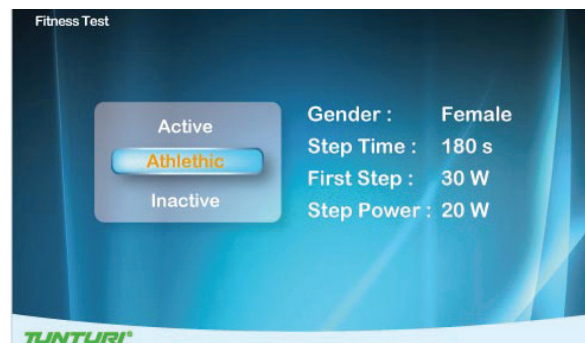 Fitness Test
Active
Athlethic
Inactive
Gender : Female
Step Time : 180 s
First Step : 30 W
Step Power : 20 W
TUNTURI®